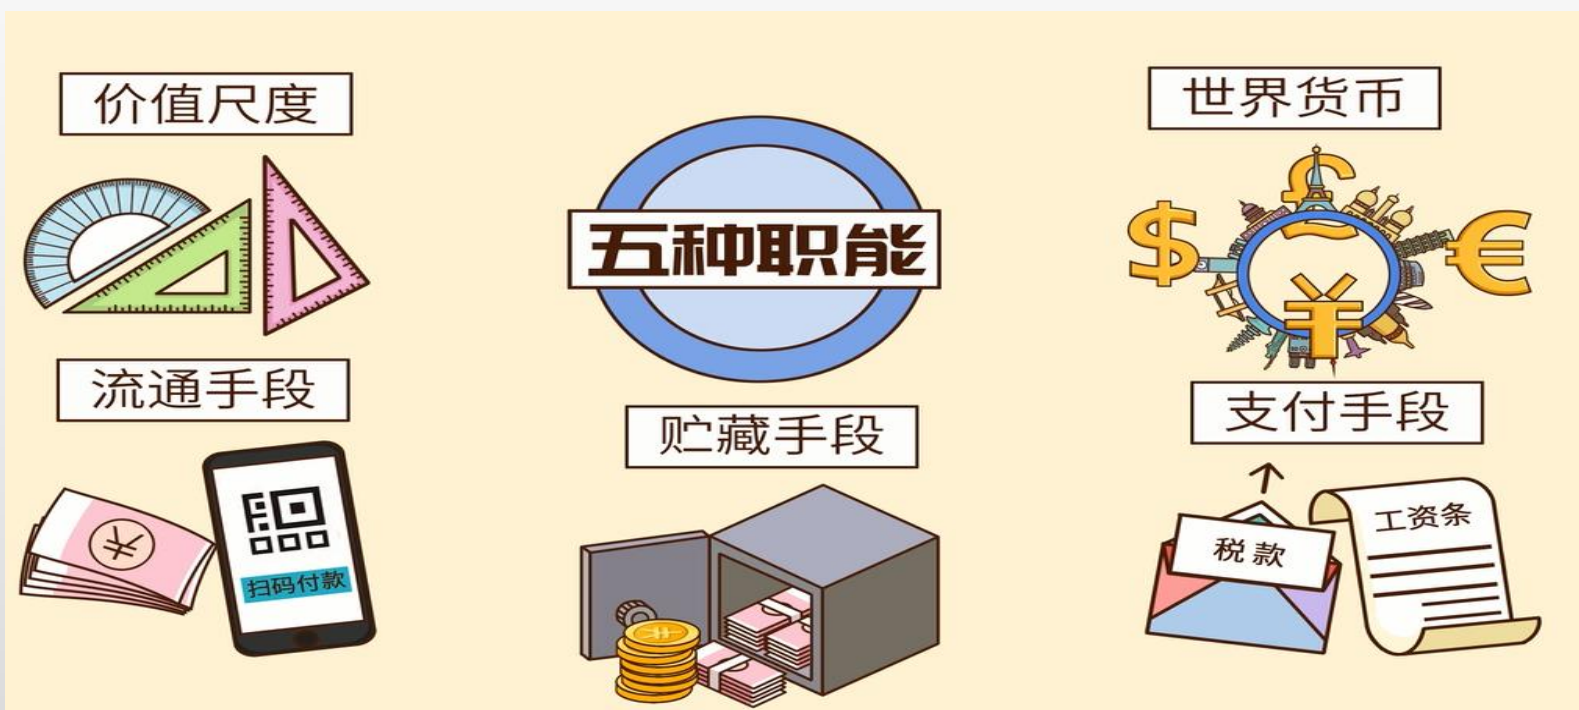 价值尺度
世界货币
五种职能
流通手段
贮藏手段
支付手段
扫码付款
税款
工资条